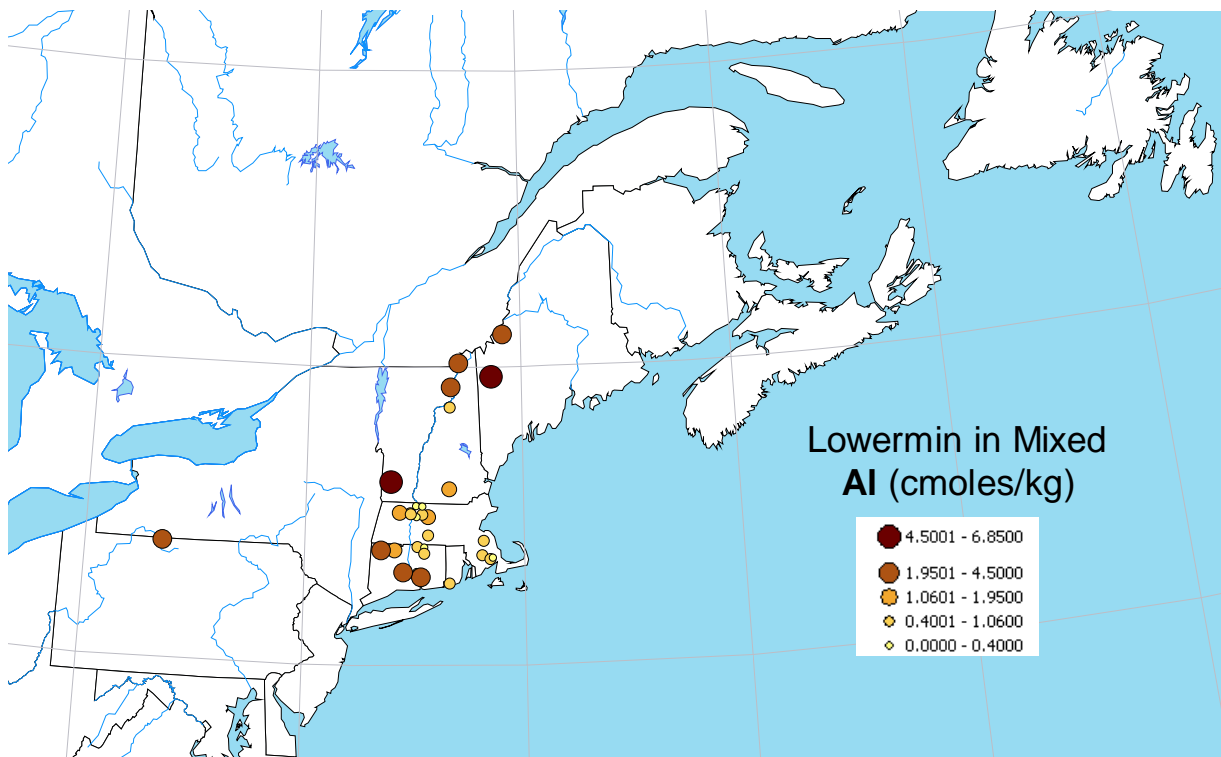 Lowermin in Mixed
Al (cmoles/kg)
4.5001 - 6.8500
1.9501 - 4.5000
1.0601 - 1.9500
0.4001 - 1.0600
0.0000 - 0.4000